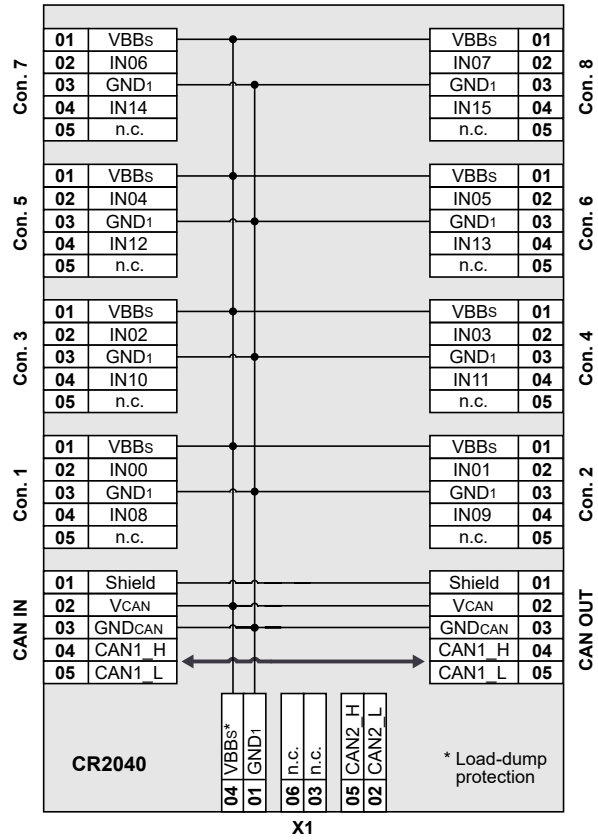 Con. 7
01 VBBS VBBS 01
02 IN06 IN07 02
03 GND1 GND1 03
04 IN14 IN15 04
05 n.c. n.c. 05
Con. 8
Con. 5
01 VBBS VBBS 01
02 IN04 IN05 02
03 GND1 GND1 03
04 IN12 IN13 04
05 n.c. n.c. 05
Con. 6
Con. 3
01 VBBS VBBS 01
02 IN02 IN03 02
03 GND1 GND1 03
04 IN10 IN11 04
05 n.c. n.c. 05
Con. 4
Con. 1
01 VBBS VBBS 01
02 IN00 IN01 02
03 GND1 GND1 03
04 IN08 IN09 04
05 n.c. n.c. 05
Con. 2
CAN IN
01 Shield Shield 01
02 VCAN VCAN 02
03 GNDCAN GNDCAN 03
04 CAN1_H CAN1_H 04
05 CAN1_L CAN1_L 05
CAN OUT
CR2040
04 VBBS*
01 GND1
06 n.c.
03 n.c.
05 CAN2_H
02 CAN2_L
* Load-dump
protection
X1